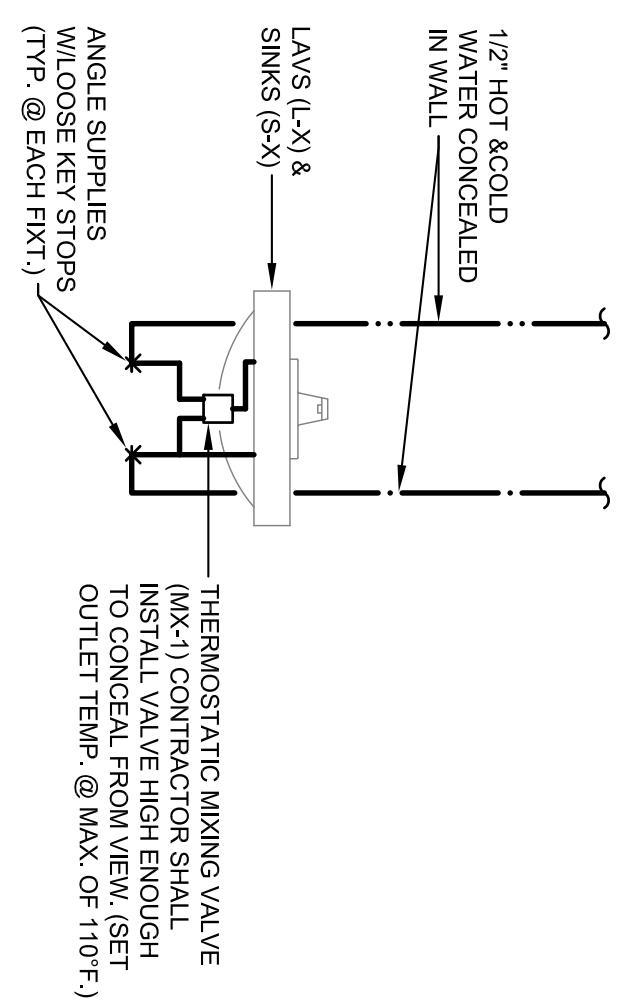 1/2" HOT &COLD
WATER CONCEALED
IN WALL
LAVS (L-X) &
SINKS (S-X)
ANGLE SUPPLIES
W/LOOSE KEY STOPS
(TYP. @ EACH FIXT.)
THERMOSTATIC MIXING VALVE
(MX-1) CONTRACTOR SHALL
INSTALL VALVE HIGH ENOUGH
TO CONCEAL FROM VIEW. (SET
OUTLET TEMP. @ MAX. OF 110°F.)